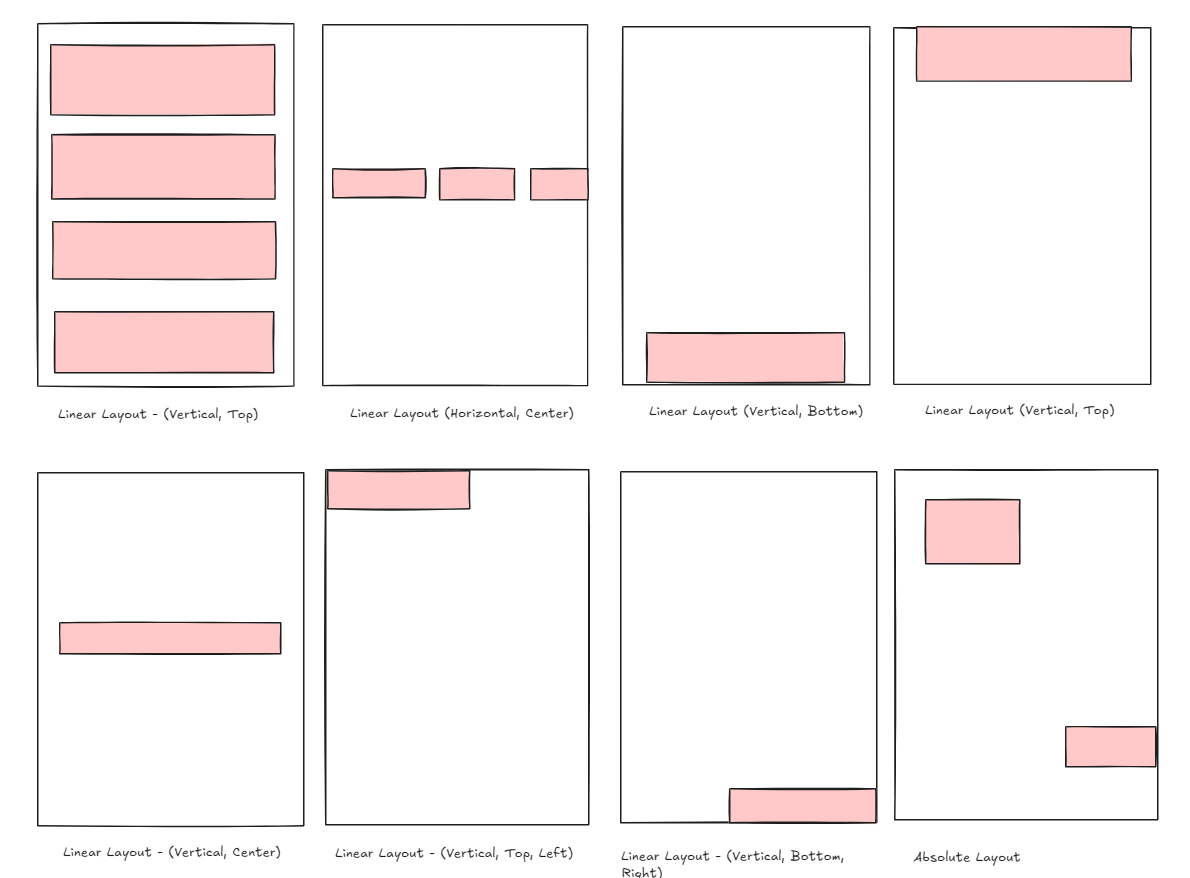 Linear Layout - (Vertical, Top)
Linear Layout (Horizontal, Center)
Linear Layout (Vertical, Bottom)
Linear Layout (Vertical, Top)
Linear Layout - (Vertical, Center)
Linear Layout - (Vertical, Top, Left)
Linear Layout - (Vertical, Bottom,
Right)
Absolute Layout